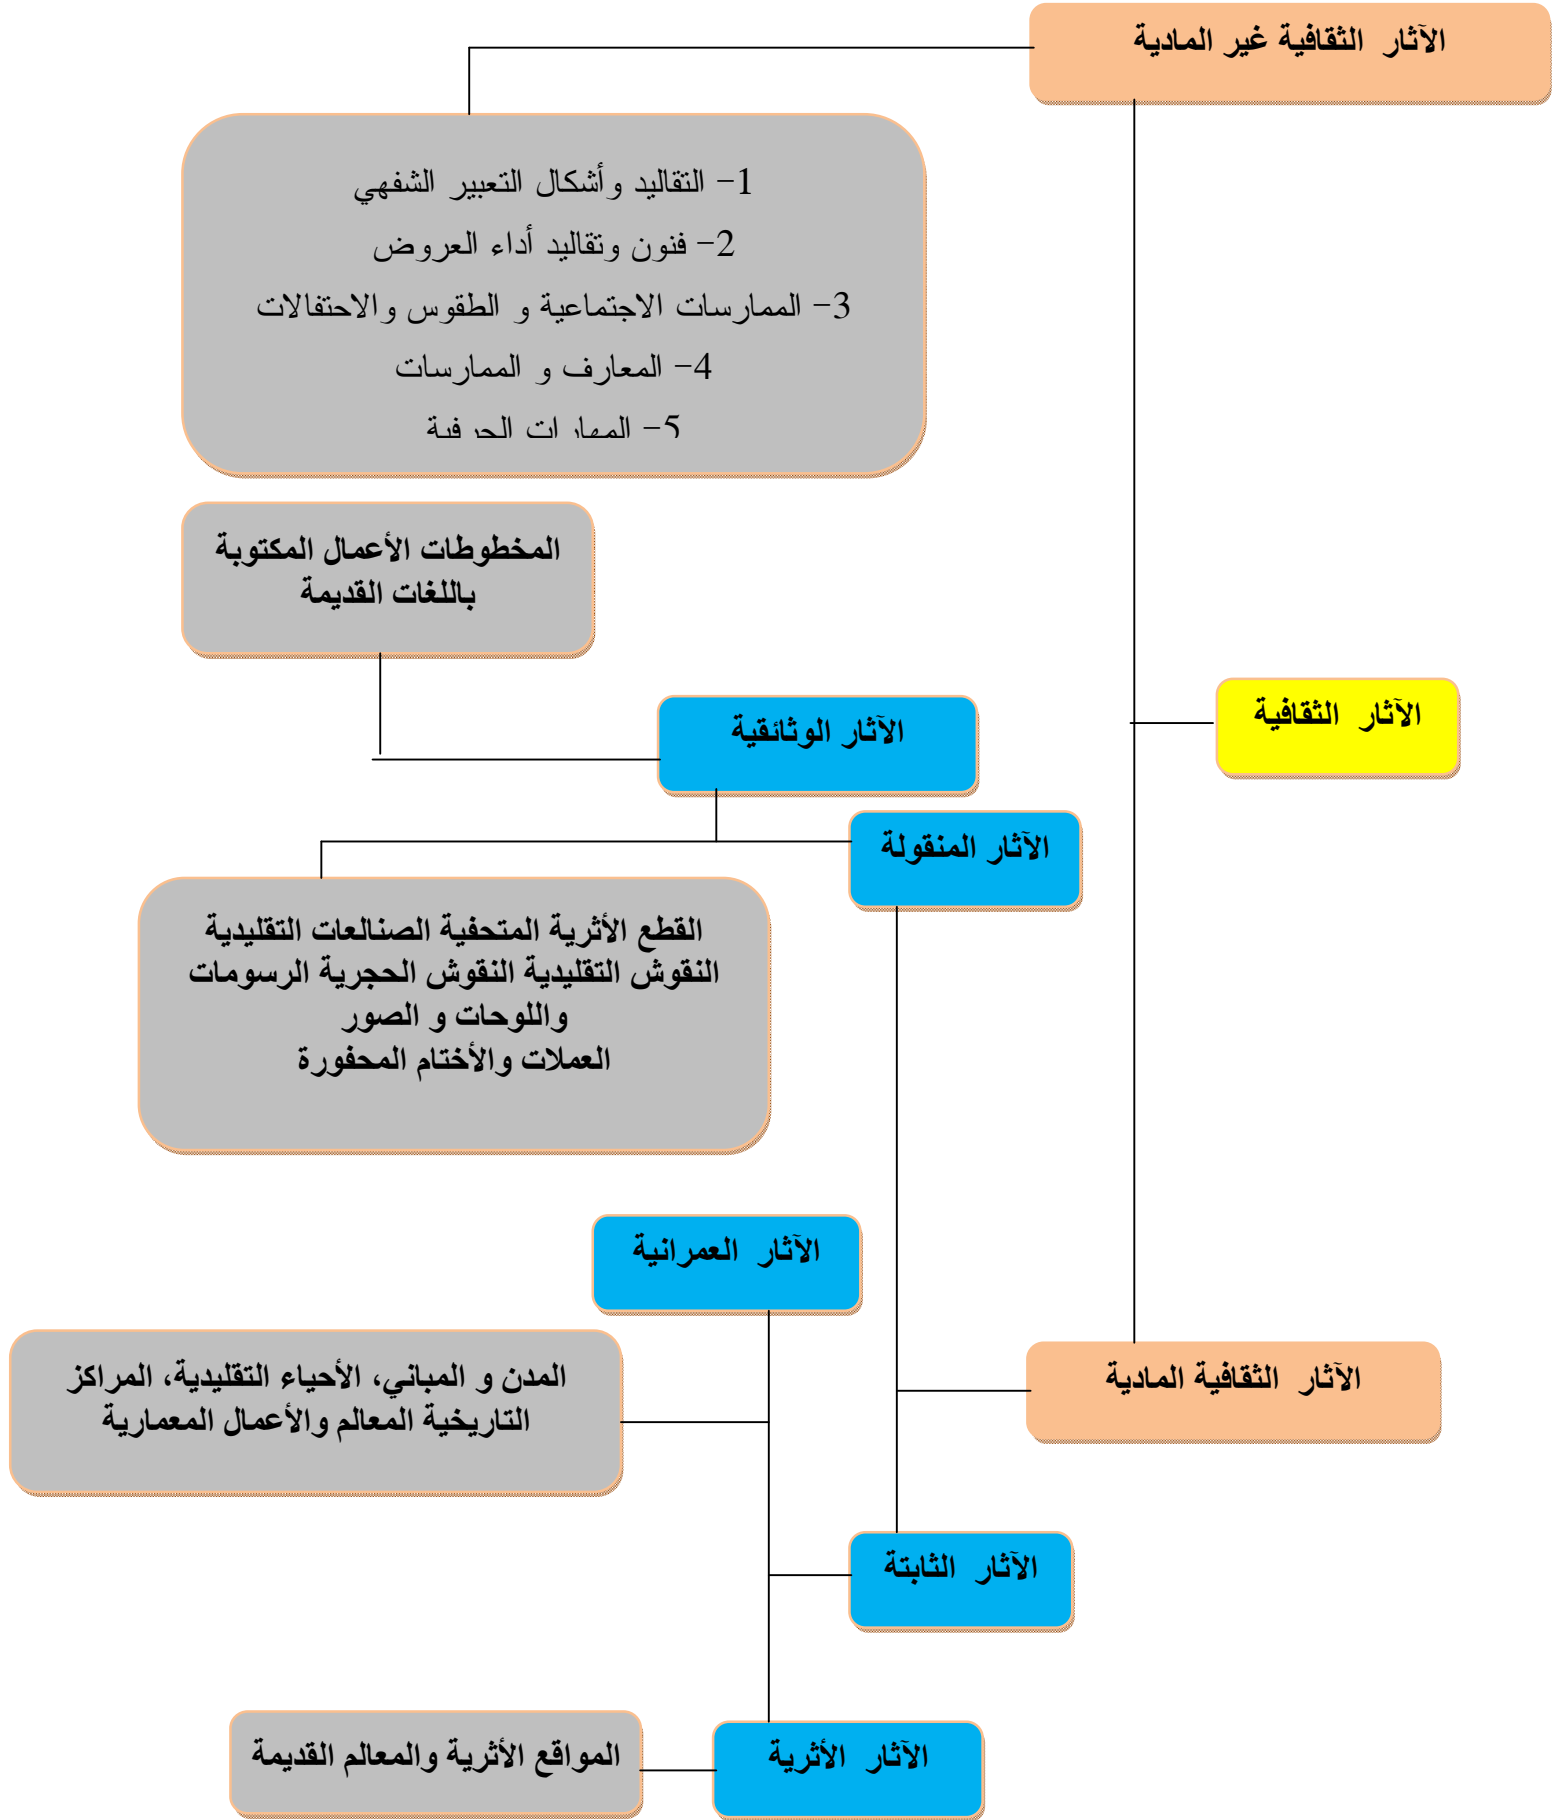 الآثار الثقافية غير المادية
1- التقاليد وأشكال التعبير الشفهي
2- فنون وتقاليد أداء العروض
3- الممارسات الاجتماعية و الطقوس والاحتفالات
4- المعارف و الممارسات
5- المهارات الحرفية
المخطوطات الأعمال المكتوبة
باللغات القديمة
الآثار الثقافية
الآثار الوثائقية
الآثار المنقولة
القطع الأثرية المتحفية الصنالعات التقليدية
النقوش التقليدية النقوش الحجرية الرسومات
واللوحات و الصور
العملات والأختام المحفورة
الآثار العمرانية
الآثار الثقافية المادية
المدن و المباني، الأحياء التقليدية، المراكز
التاريخية المعالم والأعمال المعمارية
الآثار الثابتة
الآثار الأثرية
المواقع الأثرية والمعالم القديمة